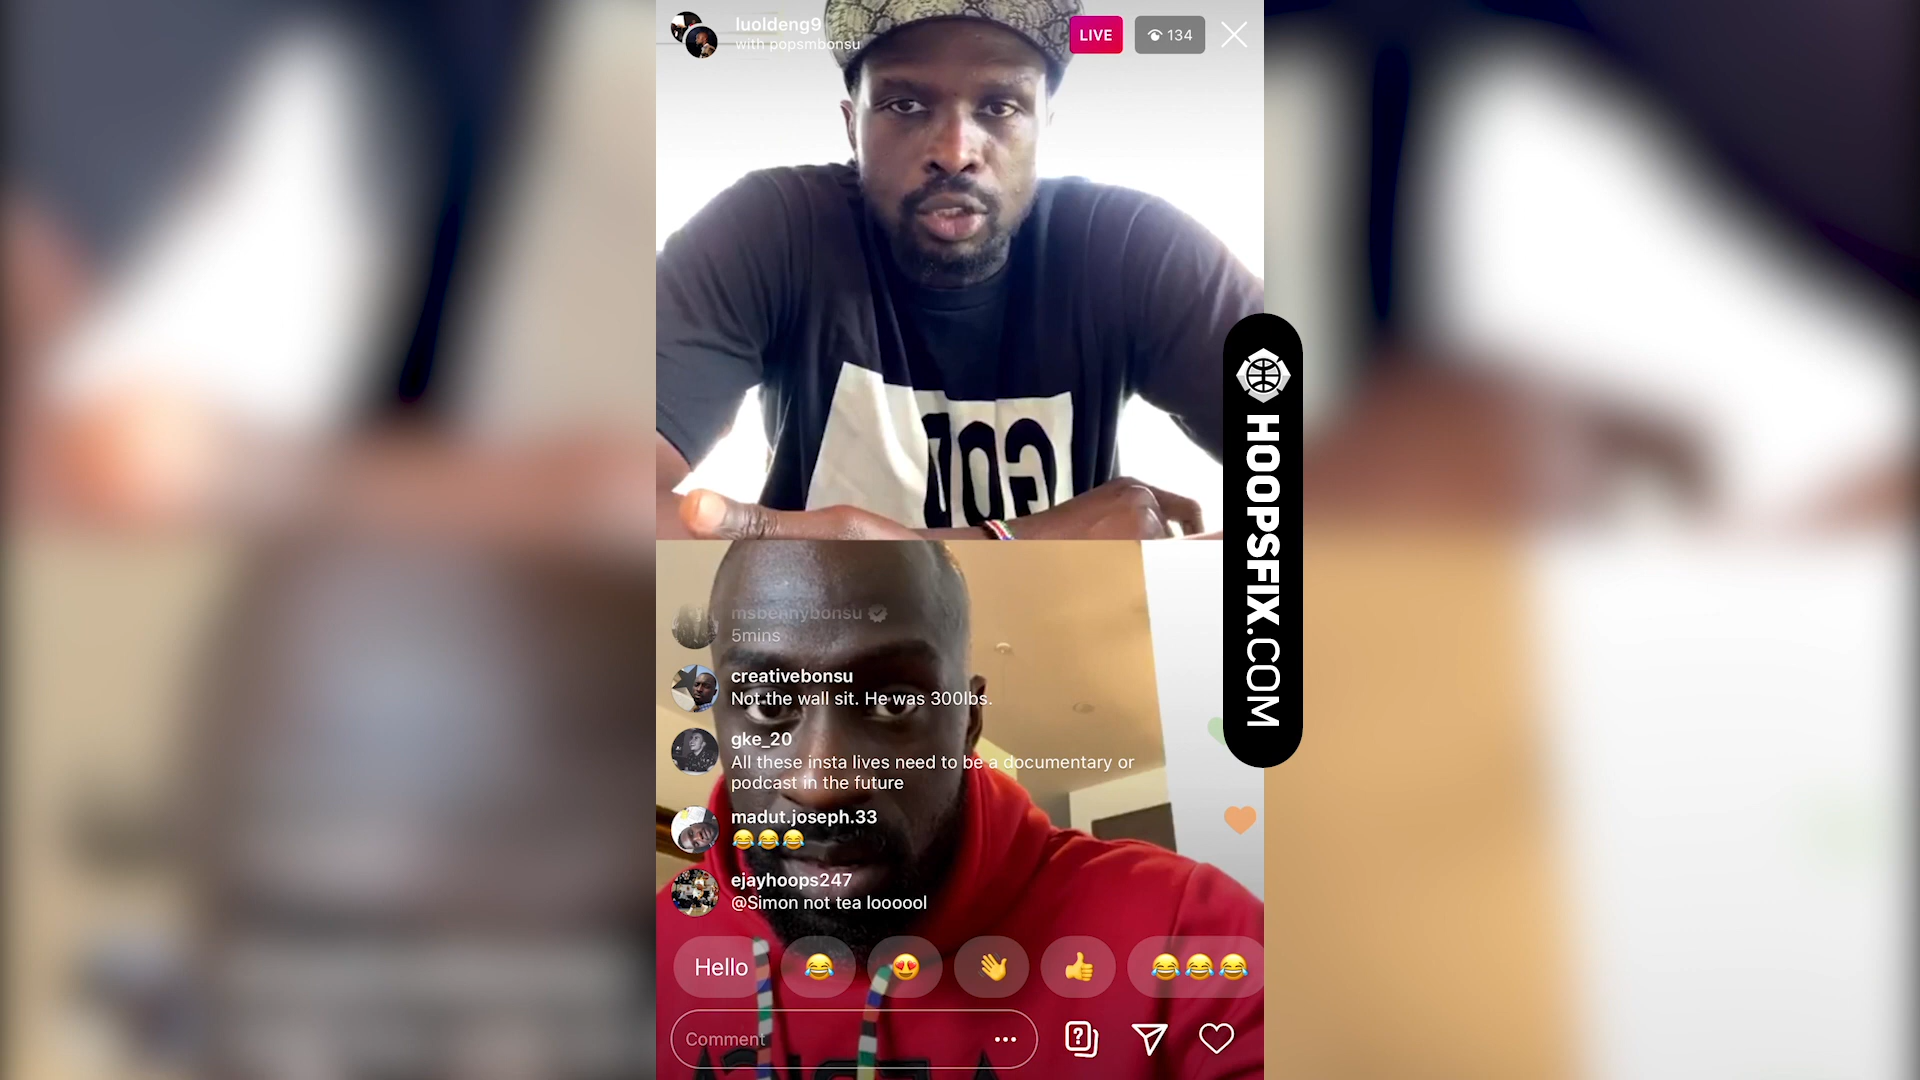 luoldeng9
with popsmbonsu
LIVE
134
HOOPSFIX.COM
msbennybonsu
5mins
creativebonsu
Not the wall sit. He was 300lbs.
gke_20
All these insta lives need to be a documentary or
podcast in the future
madut.joseph.33
😂😂😂
ejayhoops247
@Simon not tea loooool
Hello
😂
😍
👋
👍
😂😂😂
Comment